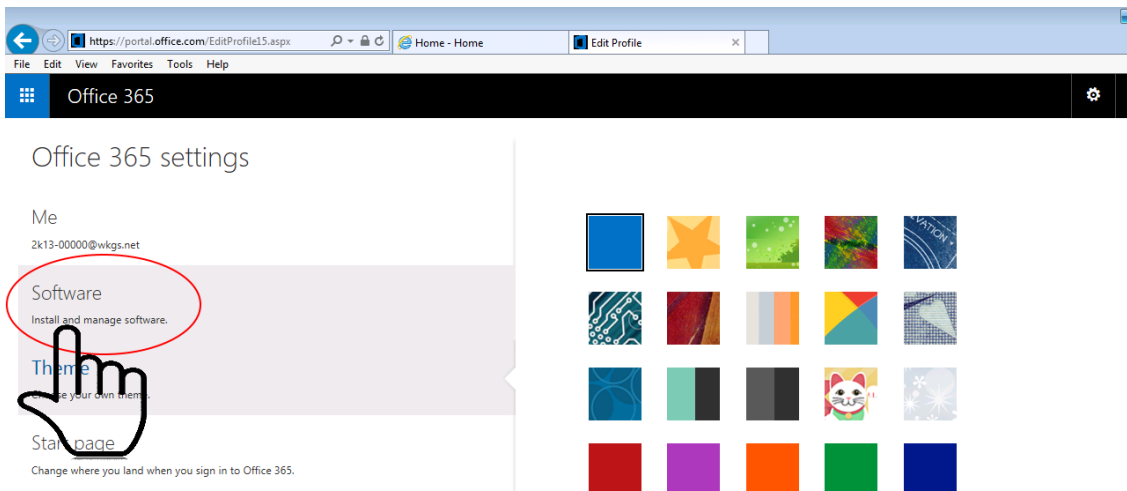 https://portal.office.com/EditProfile15.aspx
Home - Home
Edit Profile
File Edit View Favorites Tools Help
Office 365
Office 365 settings
Me
2k13-00000@wkgs.net
Software
Install and manage software.
Theme
your own theme.
Start page
Change where you land when you sign in to Office 365.